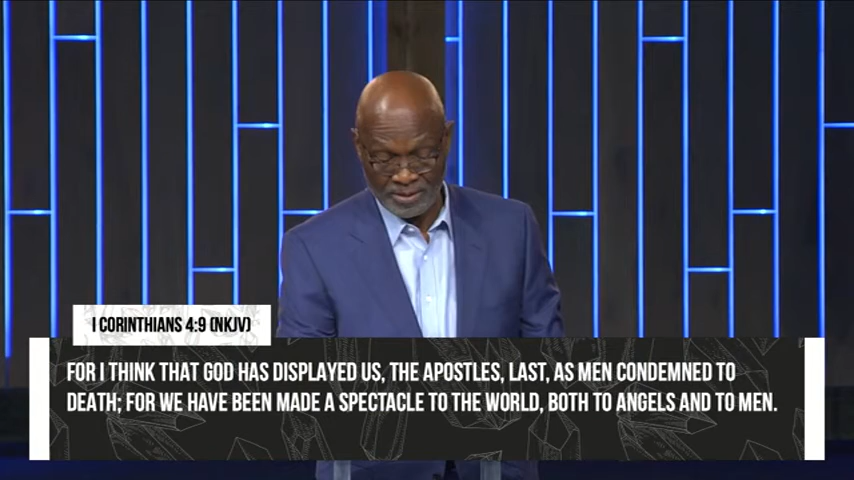 I CORINTHIANS 4:9 (NKJV)
FOR I THINK THAT GOD HAS DISPLAYED US, THE APOSTLES, LAST, AS MEN CONDEMNED TO
DEATH; FOR WE HAVE BEEN MADE A SPECTACLE TO THE WORLD, BOTH TO ANGELS AND TO MEN.